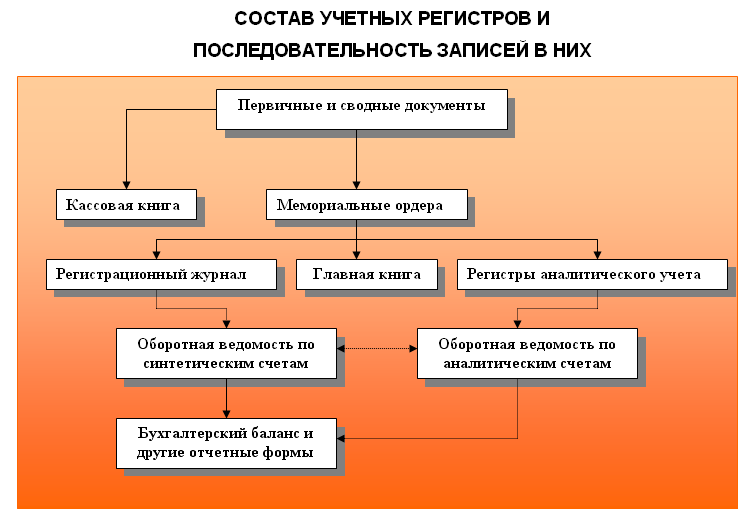 СОСТАВ УЧЕТНЫХ РЕГИСТРОВ И
ПОСЛЕДОВАТЕЛЬНОСТЬ ЗАПИСЕЙ В НИХ
Первичные и сводные документы
Кассовая книга
Мемориальные ордера
Регистрационный журнал
Главная книга
Регистры аналитического учета
Оборотная ведомость по
синтетическим счетам
Оборотная ведомость по
аналитическим счетам
Бухгалтерский баланс и
другие отчетные формы